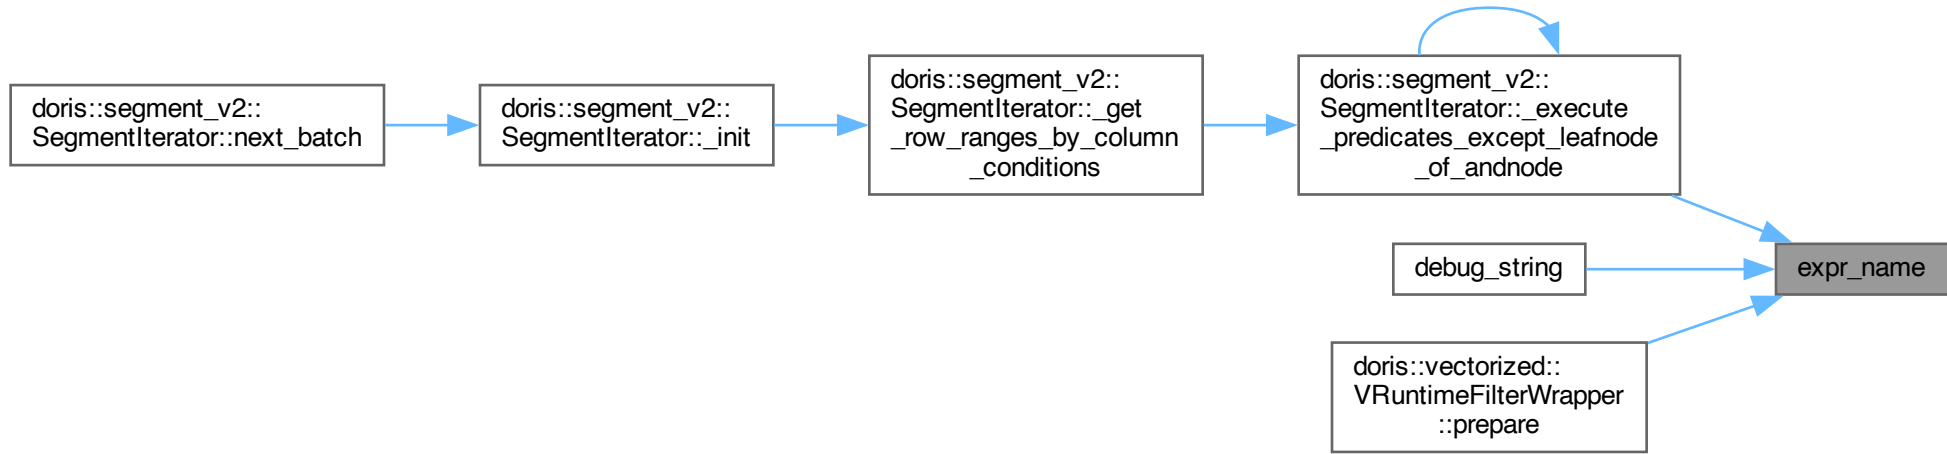 doris::segment_v2::
SegmentIterator::next_batch
doris::segment_v2::
SegmentIterator::_init
doris::segment_v2::
SegmentIterator::_get
_row_ranges_by_column
_conditions
doris::segment_v2::
SegmentIterator::_execute
_predicates_except_leafnode
_of_andnode
debug_string
expr_name
doris::vectorized::
VRuntimeFilterWrapper
::prepare